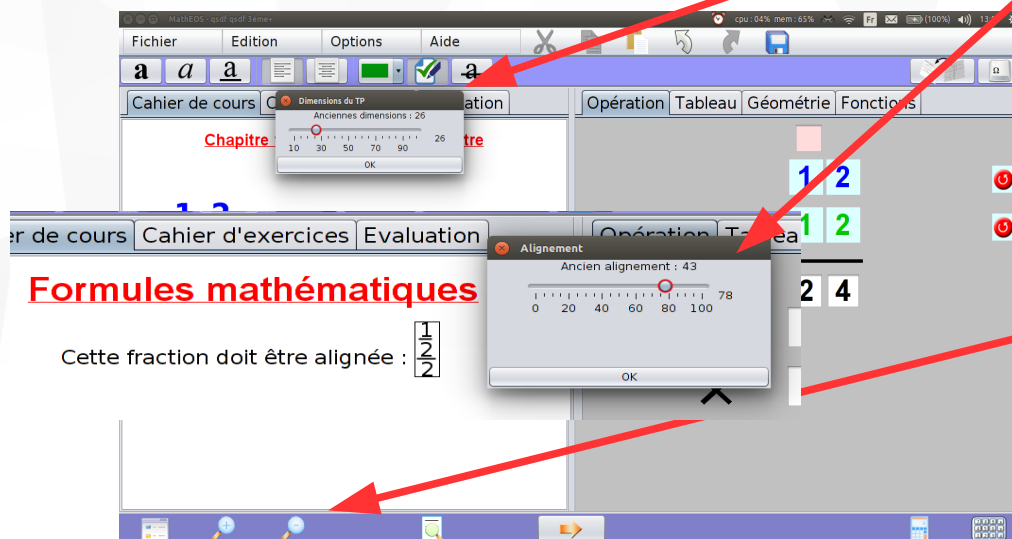 MathEOS - qsdf qsdf 3eme+
cpu: 04% mem: 65% Fr (100%)
Fichier Edition Options Aide
a a a a Ω
Cahier de cours
Opération Tableau Géométrie Fonctions
Dimensions du TP
Anciennes dimensions : 26
10 30 50 70 90 26
OK
Chapitre
1 2
1 2
2 4
er de cours Cahier d'exercices Evaluation
Formules mathématiques
Cette fraction doit être alignée :
1
2
2
Alignement
Ancien alignement : 43
0 20 40 60 80 100 78
OK